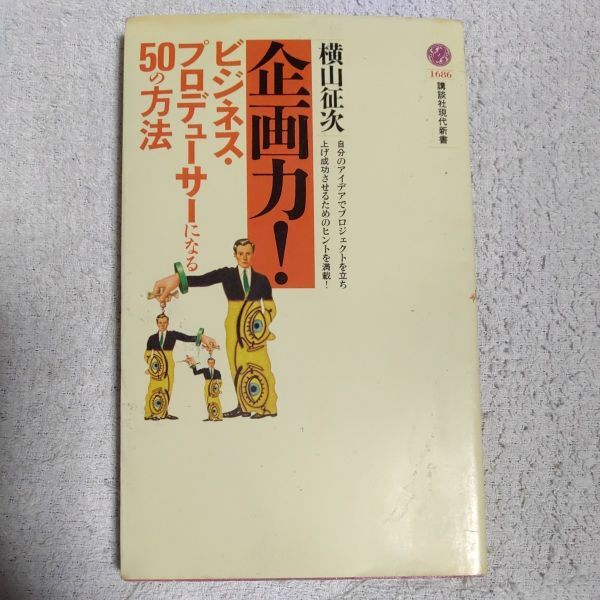 1686
講談社現代新書
横山征次
自分のアイデアでプロジェクトを立ち
上げ成功させるためのヒントを満載!
企画力!
ビジネス・
プロデューサーになる
50の方法